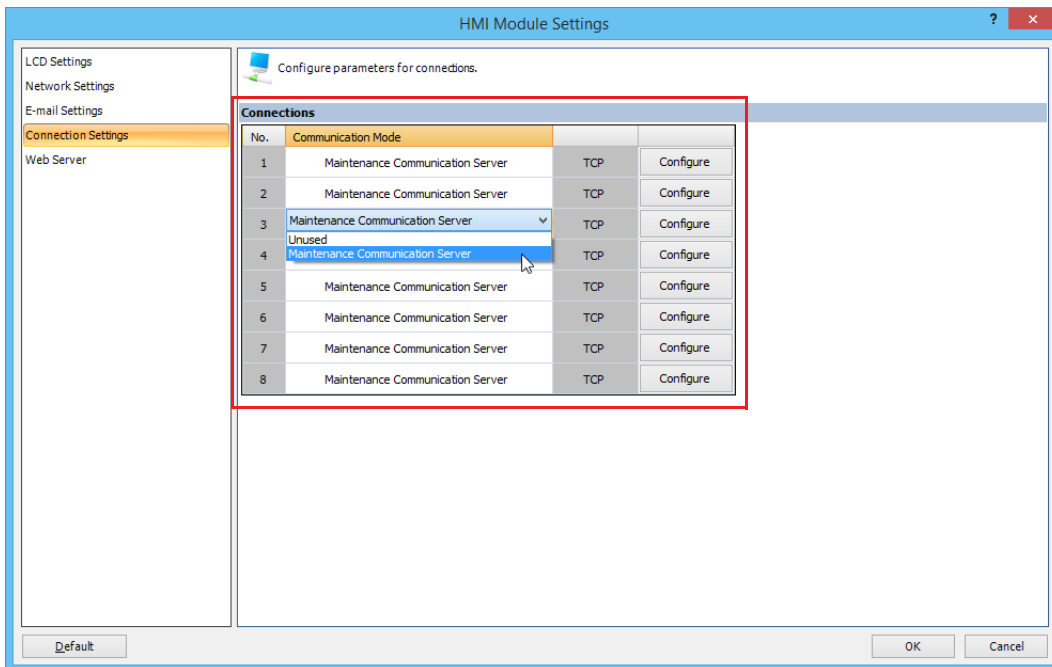 HMI Module Settings
?
LCD Settings
Network Settings
E-mail Settings
Connection Settings
Web Server
Configure parameters for connections.
Connections
No. Communication Mode
1 Maintenance Communication Server TCP Configure
2 Maintenance Communication Server TCP Configure
3 Maintenance Communication Server TCP Configure
Unused
Maintenance Communication Server
4 TCP Configure
5 Maintenance Communication Server TCP Configure
6 Maintenance Communication Server TCP Configure
7 Maintenance Communication Server TCP Configure
8 Maintenance Communication Server TCP Configure
Default OK Cancel